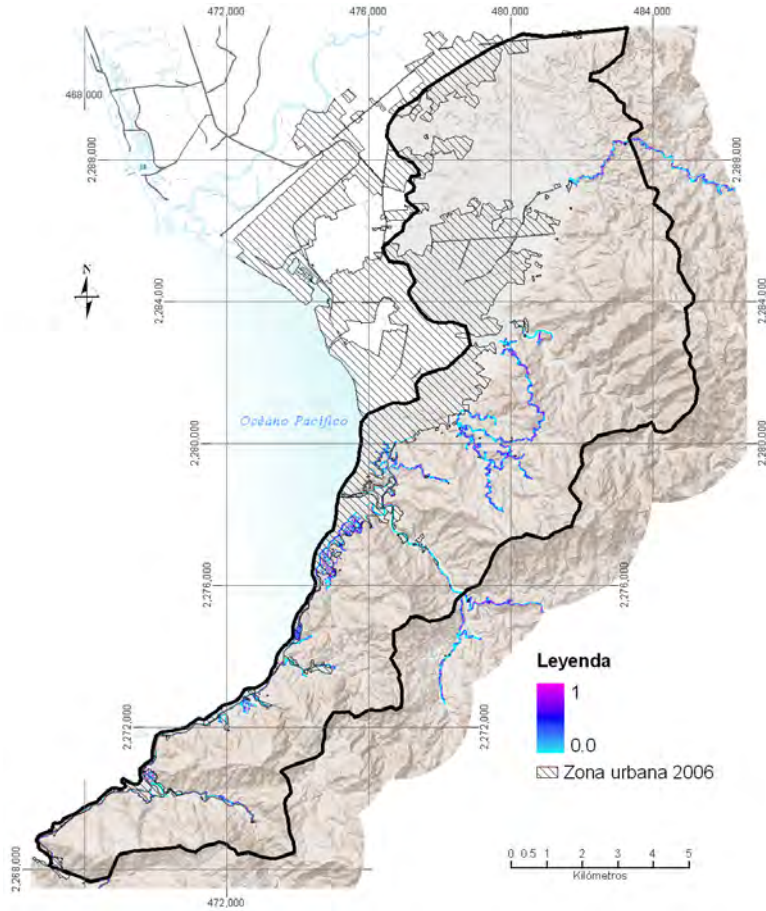 472,000 476,000 480,000 484,000
468,000
2,288,000 2,288,000
N
2,284,000 2,284,000
Océano Pacífico
2,280,000 2,280,000
2,276,000 2,276,000
Leyenda
1
0.0
2,272,000 2,272,000
Zona urbana 2006
0 0.5 1 2 3 4 5
Kilómetros
2,268,000
472,000